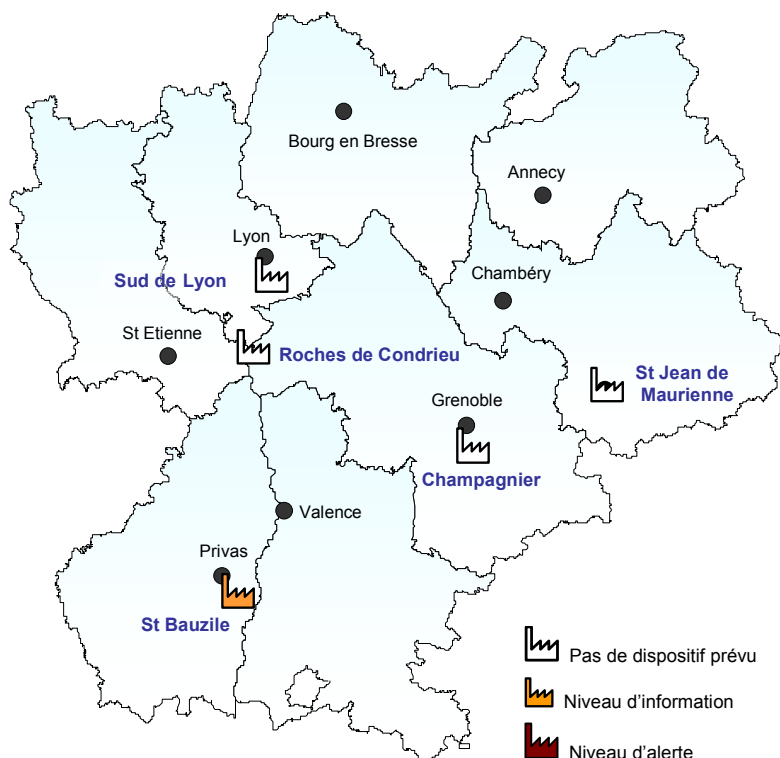 Bourg en Bresse
Annecy
Lyon
Sud de Lyon
Chambéry
St Etienne
Roches de Condrieu
St Jean de
Maurienne
Grenoble
Champagnier
Valence
Privas
St Bauzile
Pas de dispositif prévu
Niveau d’information
Niveau d’alerte